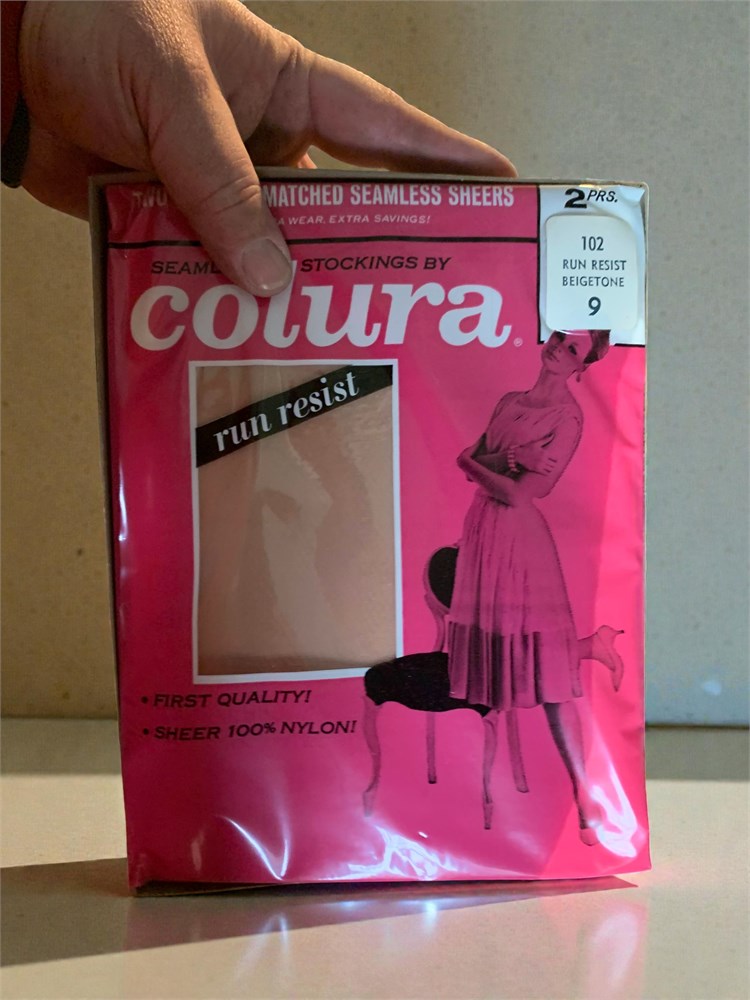 MATCHED SEAMLESS SHEERS
WEAR. EXTRA SAVINGS!
2 PRS.
102
RUN RESIST
BEIGETONE
9
STOCKINGS BY
colura®
run resist
• FIRST QUALITY!
• SHEER 100% NYLON!